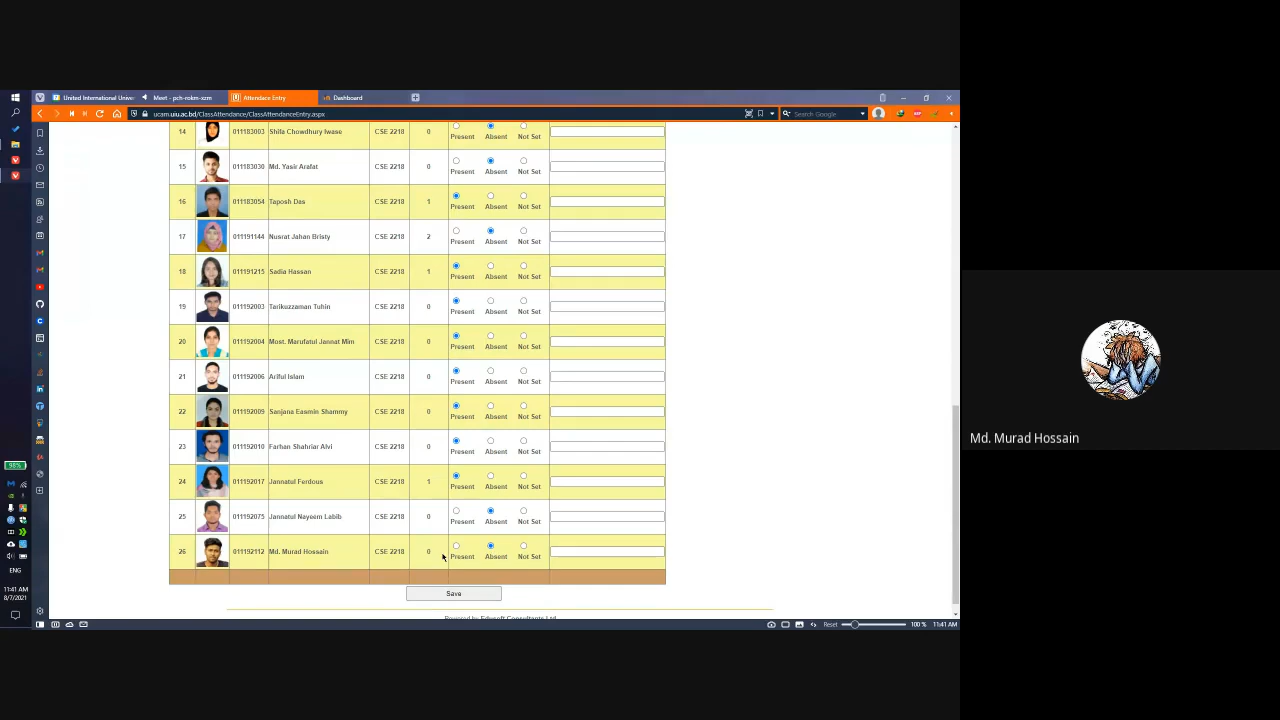 United International Unive
Meet - pch-rokm-xzm
Attendace Entry
Dashboard
ucam.uiu.ac.bd/ClassAttendance/ClassAttendanceEntry.aspx
Search Google
14 011183003 Shifa Chowdhury Iwase CSE 2218 0 Present Absent Not Set
15 011183030 Md. Yasir Arafat CSE 2218 0 Present Absent Not Set
16 011183054 Taposh Das CSE 2218 1 Present Absent Not Set
17 011191144 Nusrat Jahan Bristy CSE 2218 2 Present Absent Not Set
18 011191215 Sadia Hassan CSE 2218 1 Present Absent Not Set
19 011192003 Tarikuzzaman Tuhin CSE 2218 0 Present Absent Not Set
20 011192004 Most. Marufatul Jannat Mim CSE 2218 0 Present Absent Not Set
21 011192006 Ariful Islam CSE 2218 0 Present Absent Not Set
22 011192009 Sanjana Easmin Shammy CSE 2218 0 Present Absent Not Set
23 011192010 Farhan Shahriar Alvi CSE 2218 0 Present Absent Not Set
24 011192017 Jannatul Ferdous CSE 2218 1 Present Absent Not Set
25 011192075 Jannatul Nayeem Labib CSE 2218 0 Present Absent Not Set
26 011192112 Md. Murad Hossain CSE 2218 0 Present Absent Not Set
Save
Powered by Edusoft Consultants Ltd.
98%
ENG
11:41 AM
8/7/2021
Reset
100 %
11:41 AM
Md. Murad Hossain